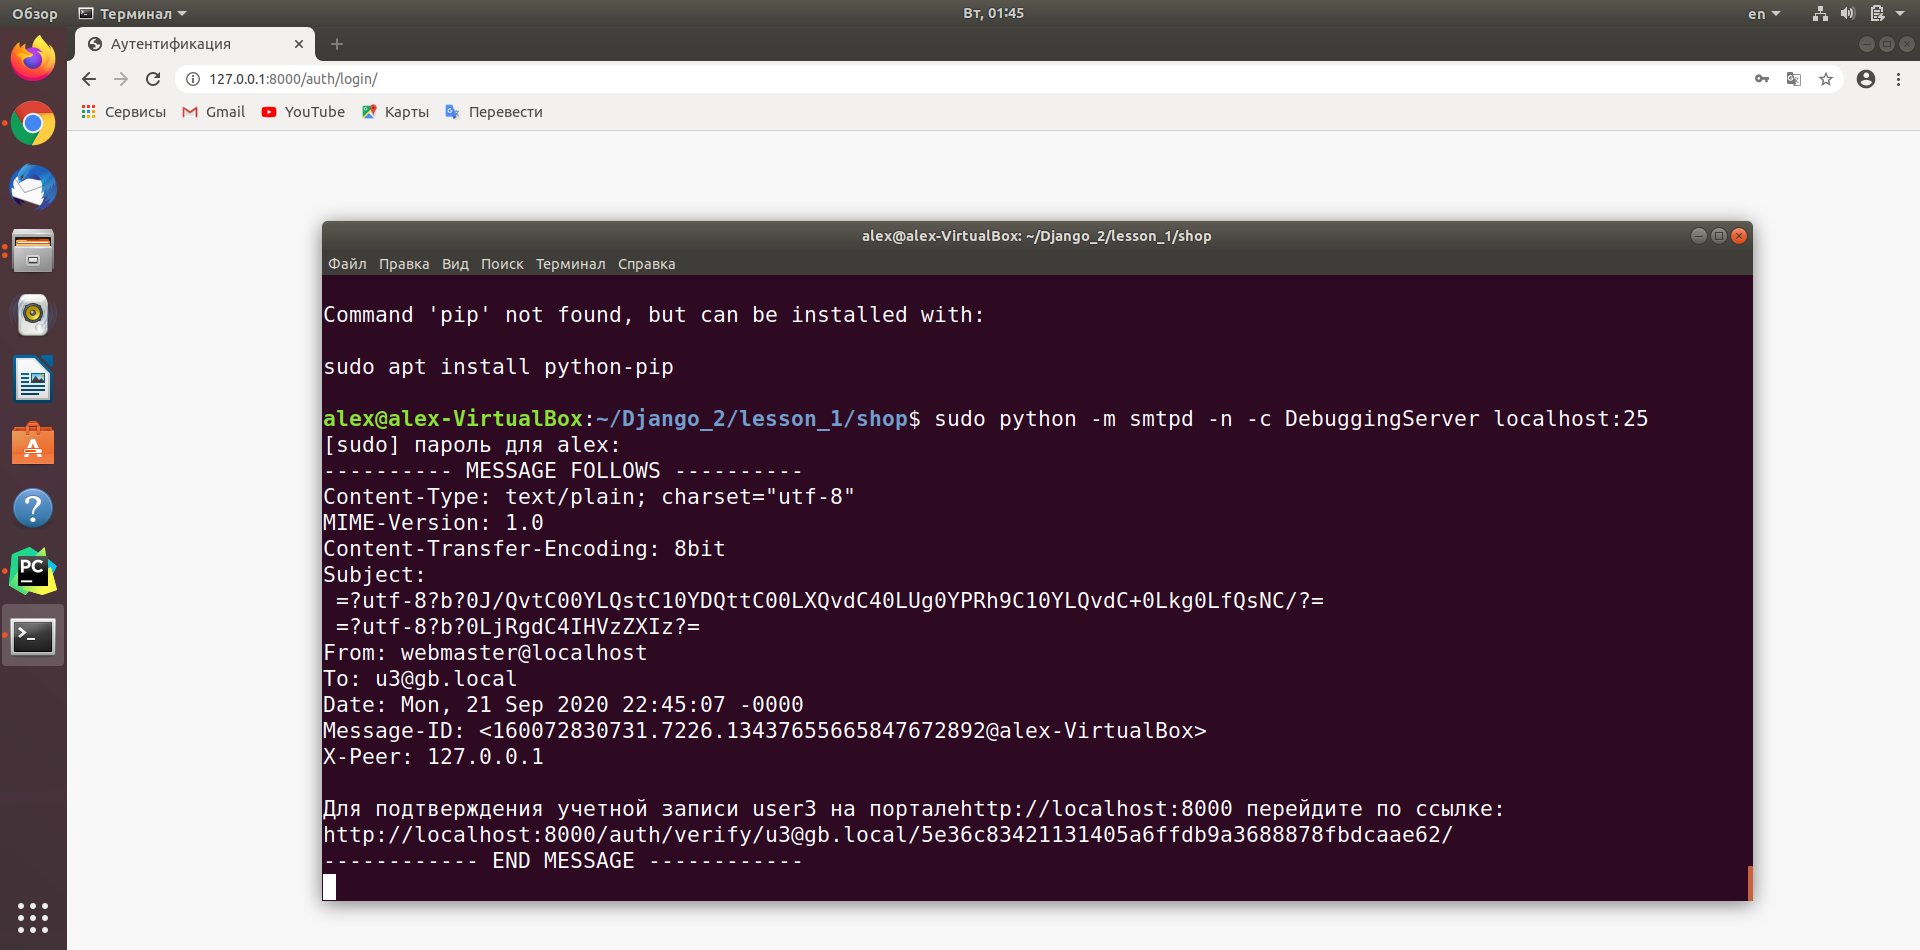 Обзор
Терминал
Вт, 01:45
en
Аутентификация
127.0.0.1:8000/auth/login/
Сервисы
Gmail
YouTube
Карты
Перевести
alex@alex-VirtualBox: ~/Django_2/lesson_1/shop
Файл Правка Вид Поиск Терминал Справка
Command 'pip' not found, but can be installed with:
sudo apt install python-pip
alex@alex-VirtualBox:~/Django_2/lesson_1/shop$ sudo python -m smtpd -n -c DebuggingServer localhost:25
[sudo] пароль для alex:
---------- MESSAGE FOLLOWS ----------
Content-Type: text/plain; charset="utf-8"
MIME-Version: 1.0
Content-Transfer-Encoding: 8bit
Subject:
=?utf-8?b?0J/QvtC00YLQstC10YDQttC00LXQvdC40LUg0YPRh9C10YLQvdC+0Lkg0LfQsNC/?=
=?utf-8?b?0LjRgdC4IHVzZXIz?=
From: webmaster@localhost
To: u3@gb.local
Date: Mon, 21 Sep 2020 22:45:07 -0000
Message-ID: <160072830731.7226.13437655665847672892@alex-VirtualBox>
X-Peer: 127.0.0.1
Для подтверждения учетной записи user3 на порталehttp://localhost:8000 перейдите по ссылке:
http://localhost:8000/auth/verify/u3@gb.local/5e36c83421131405a6ffdb9a3688878fbdcaae62/
------------ END MESSAGE ------------
PC